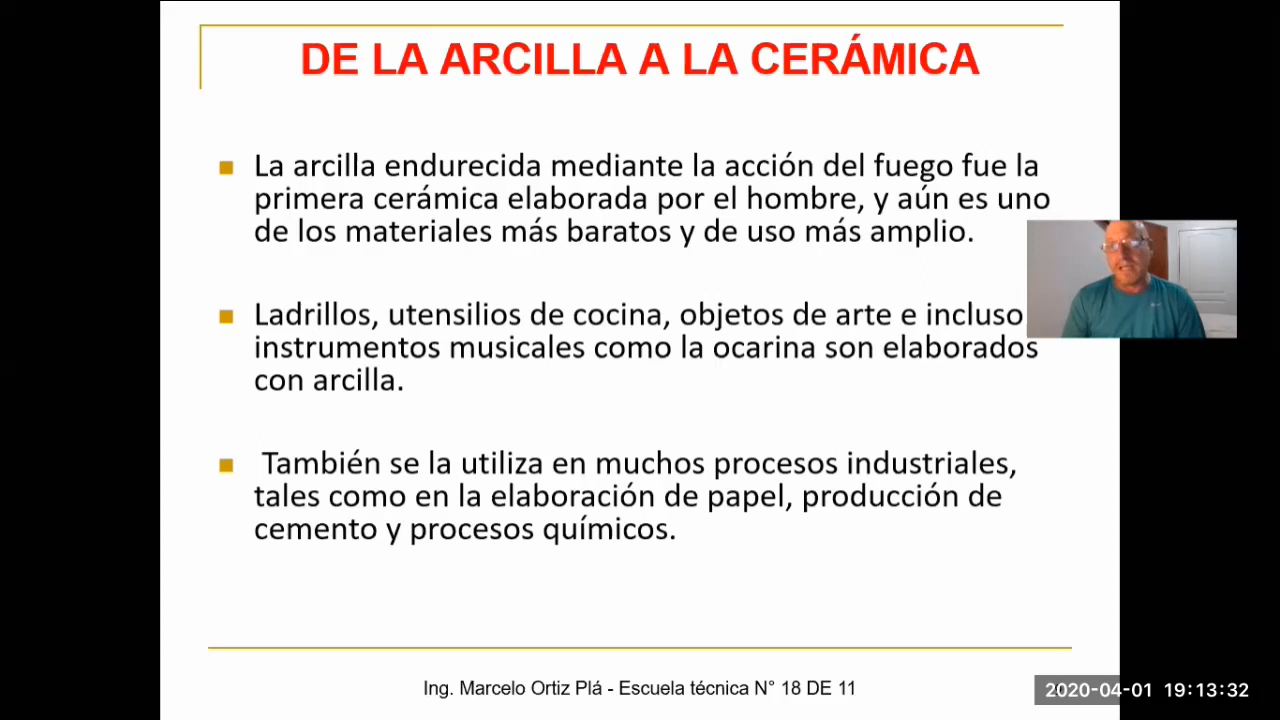 DE LA ARCILLA A LA CERÁMICA
La arcilla endurecida mediante la acción del fuego fue la
primera cerámica elaborada por el hombre, y aún es uno
de los materiales más baratos y de uso más amplio.
Ladrillos, utensilios de cocina, objetos de arte e incluso
instrumentos musicales como la ocarina son elaborados
con arcilla.
También se la utiliza en muchos procesos industriales,
tales como en la elaboración de papel, producción de
cemento y procesos químicos.
Ing. Marcelo Ortiz Plá - Escuela técnica N° 18 DE 11
2020-04-01 19:13:32